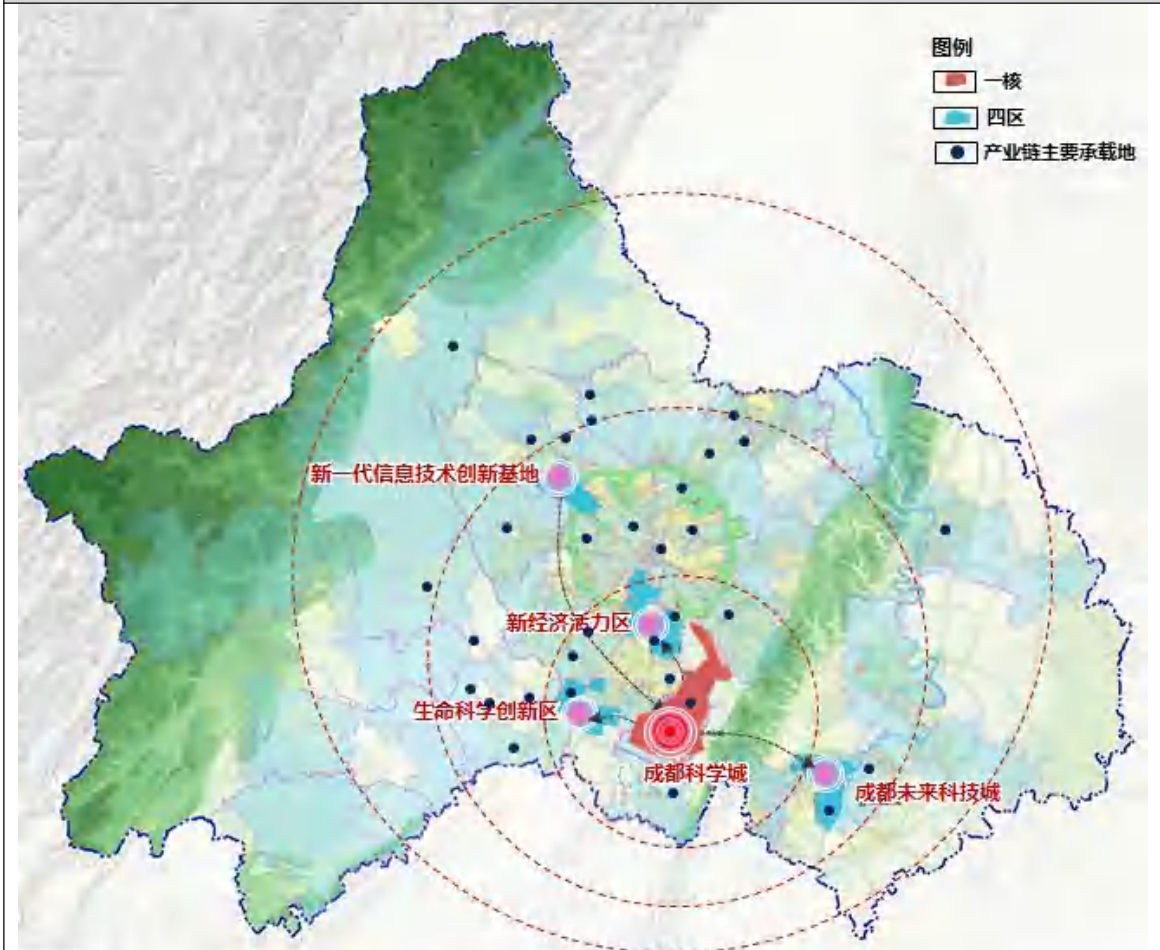 图例
一核
四区
产业链主要承载地
新一代信息技术创新基地
新经济活力区
生命科学创新区
成都科学城
成都未来科技城